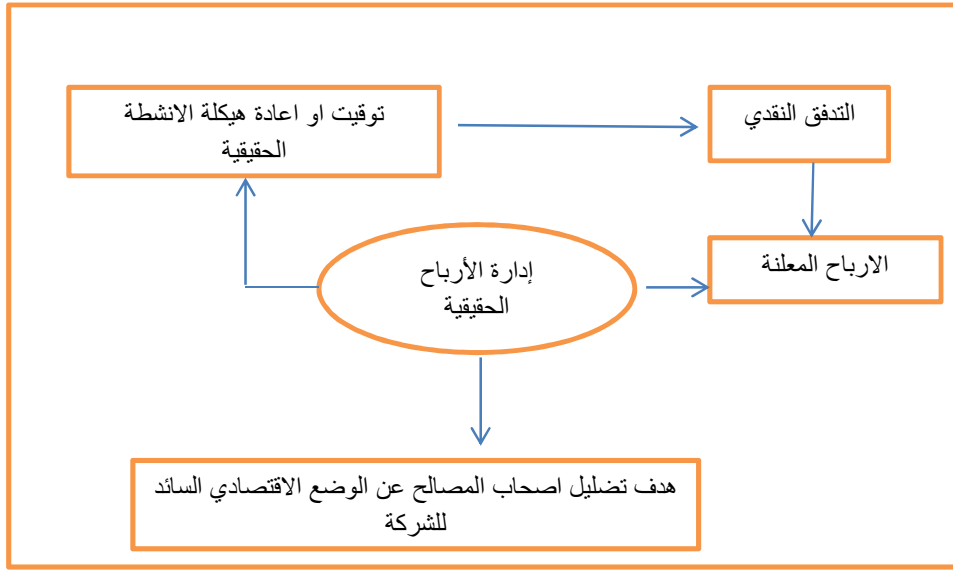 توقيت او اعادة هيكلة الانشطة
الحقيقية
التدفق النقدي
إدارة الأرباح
الحقيقية
الارباح المعلنة
هدف تضليل اصحاب المصالح عن الوضع الاقتصادي السائد
للشركة